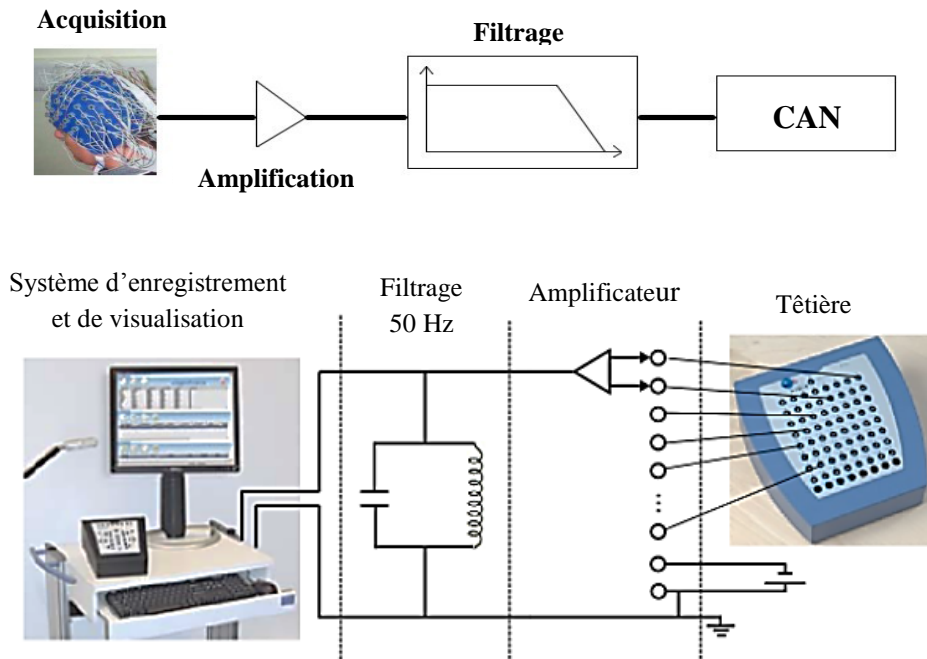 Acquisition
Filtrage
CAN
Amplification
Système d'enregistrement
et de visualisation
Filtrage
50 Hz
Amplificateur
Têtière